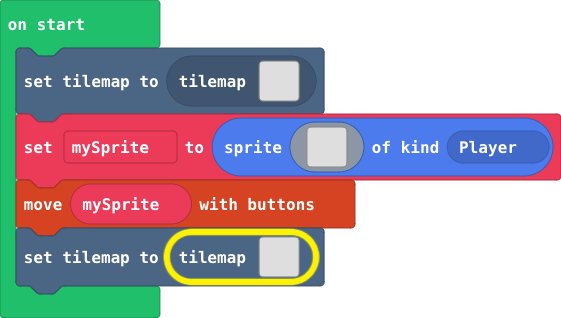 on start
set tilemap to tilemap
set mySprite to sprite of kind Player
move mySprite with buttons
set tilemap to tilemap